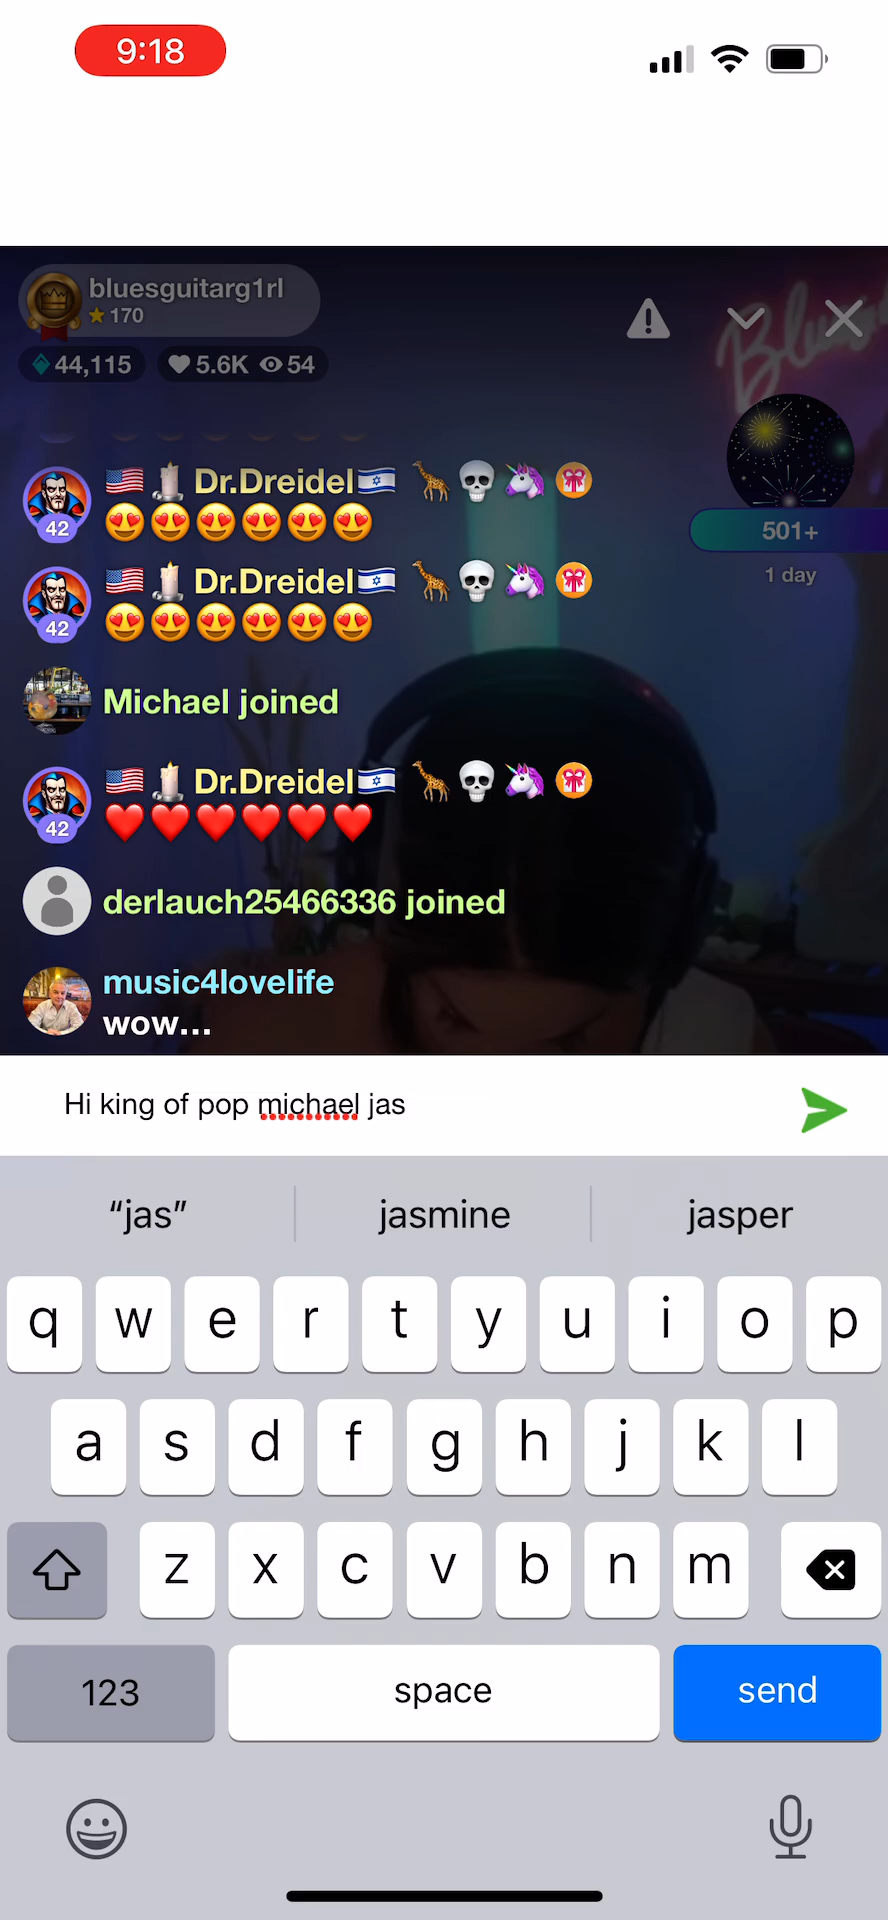 9:18
bluesguitarg1rl
170
44,115 5.6K 54
501+
1 day
Dr.Dreidel
42
Dr.Dreidel
42
Michael joined
Dr.Dreidel
42
derlauch25466336 joined
music4lovelife
wow...
Hi king of pop michael jas
“jas” jasmine jasper
q w e r t y u i o p
a s d f g h j k l
z x c v b n m
123 space send